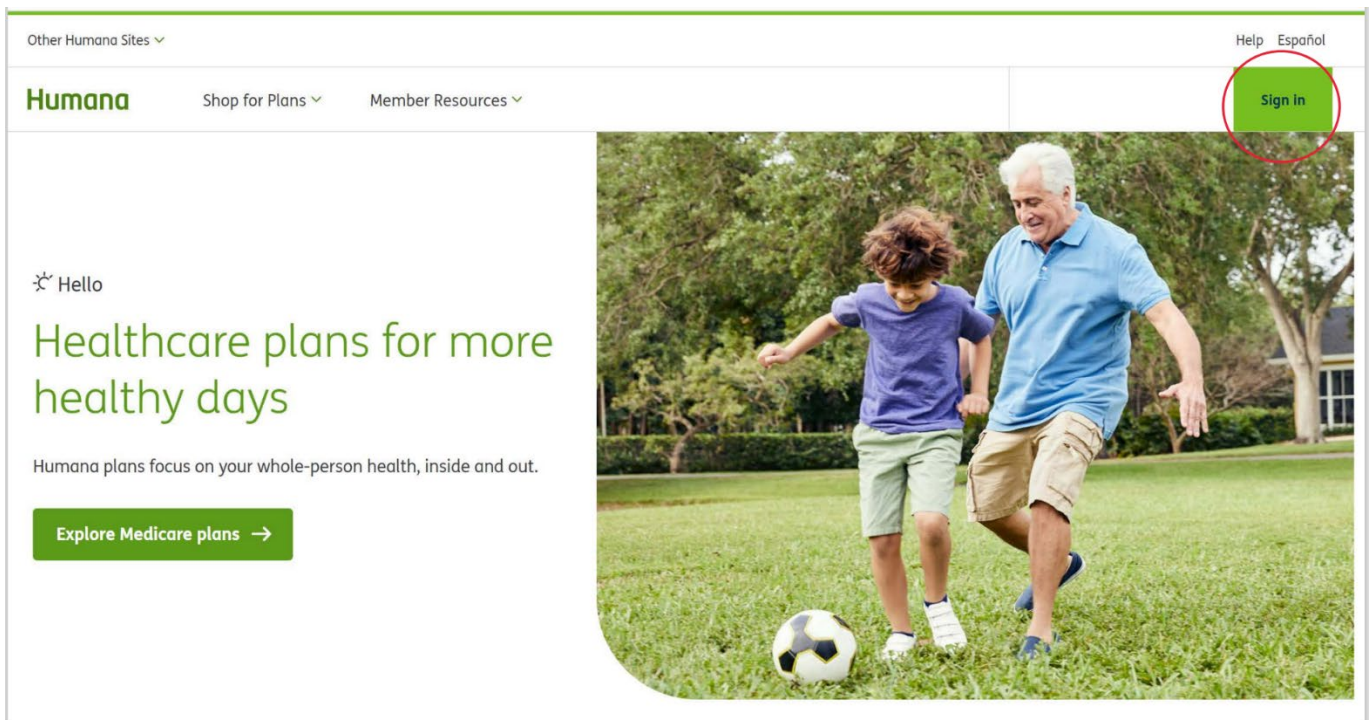 Other Humana Sites
Help Español
Humana Shop for Plans Member Resources Sign in
Hello
Healthcare plans for more
healthy days
Humana plans focus on your whole-person health, inside and out.
Explore Medicare plans →